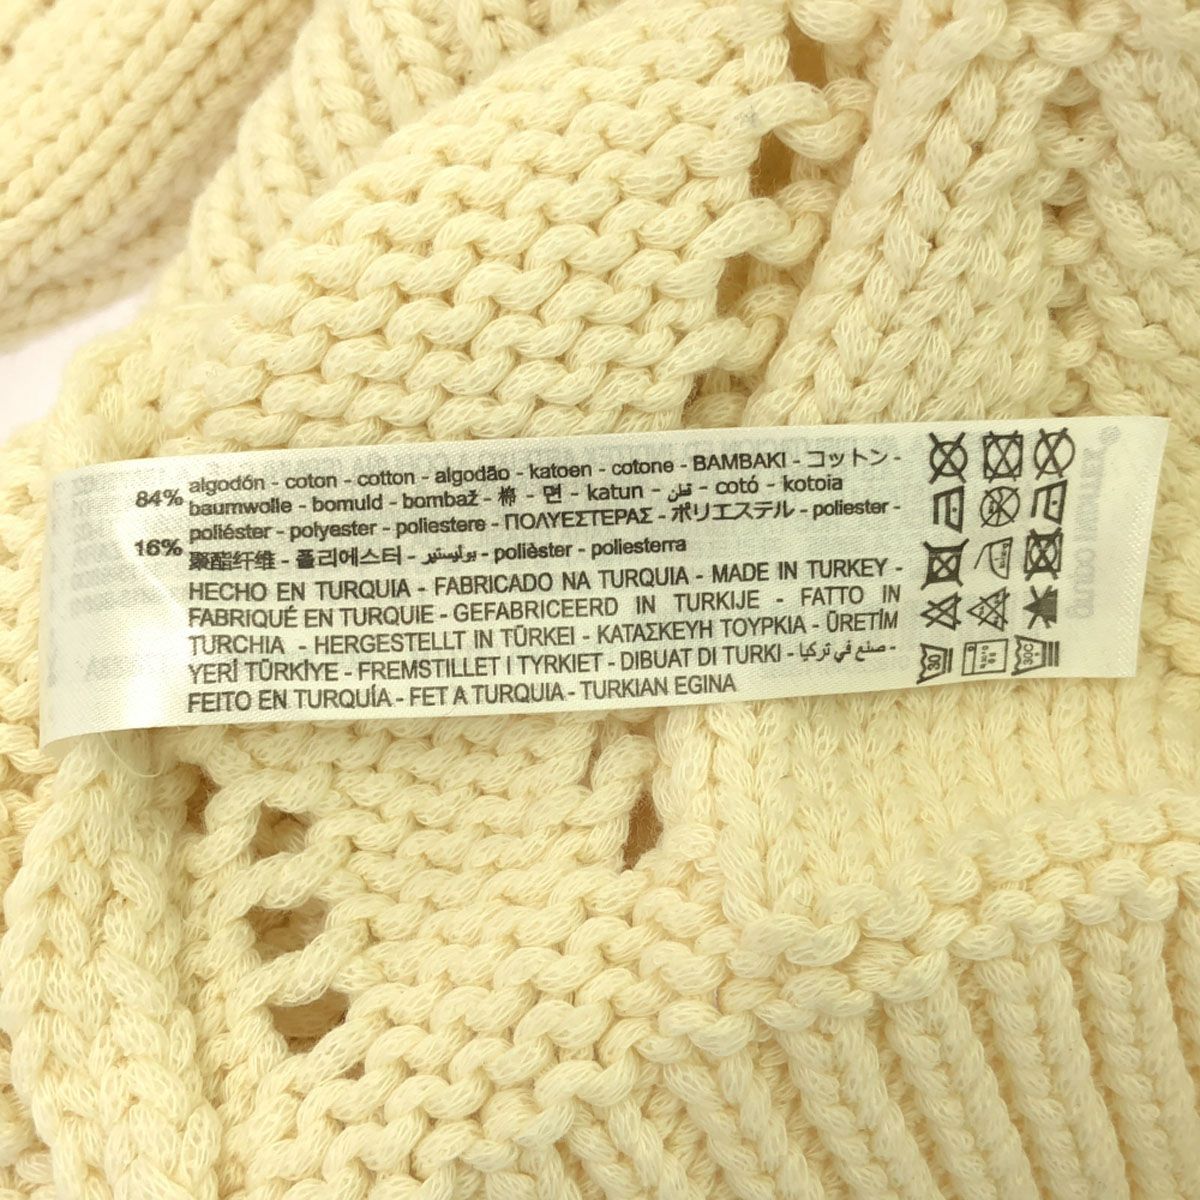 84% algodón - coton - cotton - algodão - katoen - cotone - BAMBAKI - コットン -
baumwolle - bomuld - bombaž - 棉 - 면 - katun - قطن - cotó - kotoia
16% poliéster - polyester - poliestere - ΠΟΛΥΕΣΤΕΡΑΣ - ポリエステル - poliester -
聚酯纤维 - 폴리에스터 - بوليستير - polièster - poliesterra
HECHO EN TURQUIA - FABRICADO NA TURQUIA - MADE IN TURKEY -
FABRIQUÉ EN TURQUIE - GEFABRICEERD IN TURKIJE - FATTO IN
TURCHIA - HERGESTELLT IN TÜRKEI - ΚΑΤΑΣΚΕΥΗ ΤΟΥΡΚΙΑ - ÜRETİM
YERİ TÜRKİYE - FREMSTILLET I TYRKIET - DIBUAT DI TURKI - صنع في تركيا -
FEITO EN TURQUÍA - FET A TURQUIA - TURKIAN EGINA
30
30C